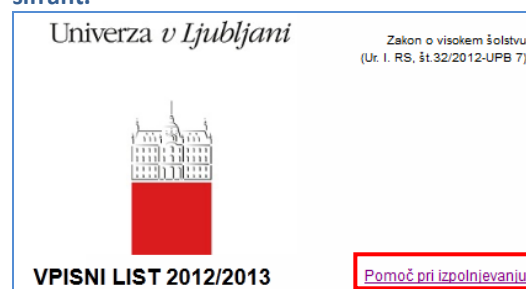 šifrant.
Univerza v Ljubljani
Zakon o visokem šolstvu
(Ur. l. RS, št.32/2012-UPB 7)
VPISNI LIST 2012/2013
Pomoč pri izpolnjevanju